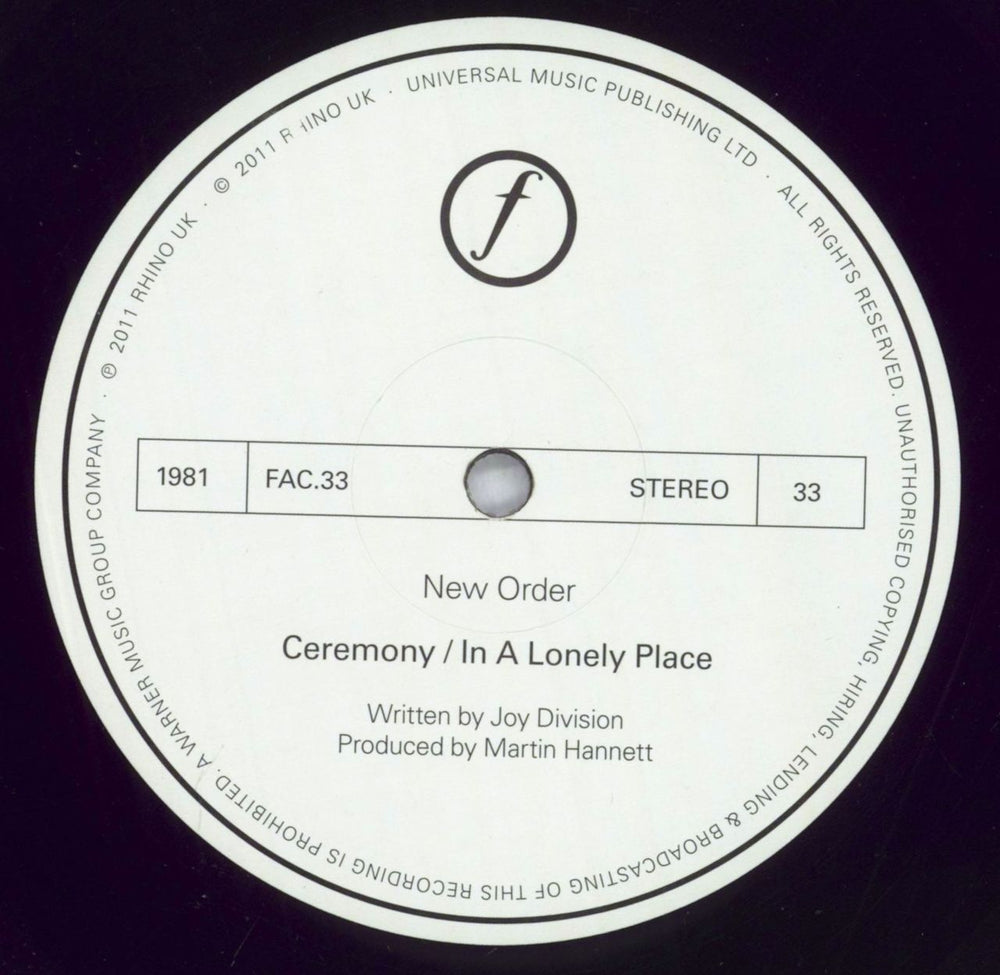 ℗ 2011 RHINO UK · © 2011 RHINO UK · UNIVERSAL MUSIC PUBLISHING LTD · ALL RIGHTS RESERVED. UNAUTHORISED COPYING, HIRING, LENDING & BROADCASTING OF THIS RECORDING IS PROHIBITED. A WARNER MUSIC GROUP COMPANY ·
f
1981 FAC.33 STEREO 33
New Order
Ceremony / In A Lonely Place
Written by Joy Division
Produced by Martin Hannett